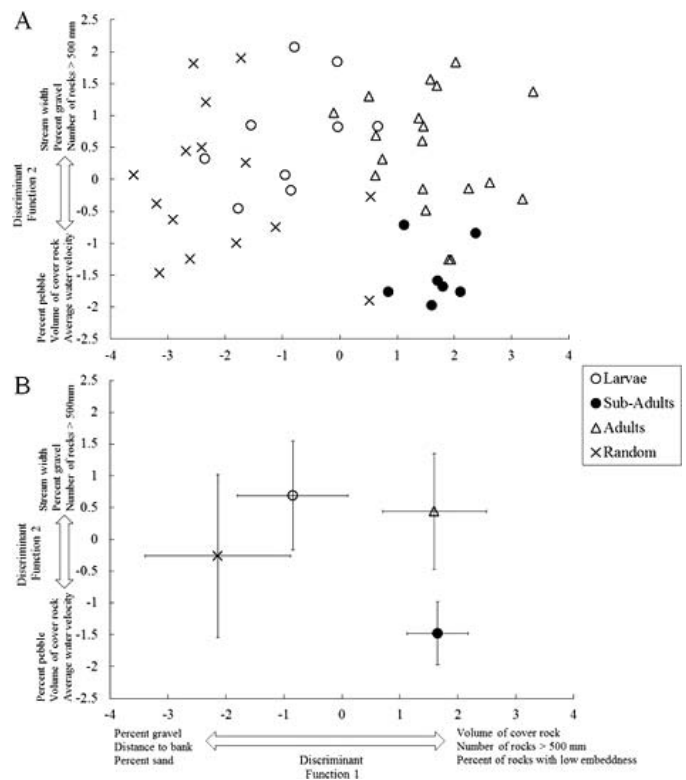 A
2.5
2
1.5
1
0.5
0
-0.5
-1
-1.5
-2
-2.5
-4
-3
-2
-1
0
1
2
3
4
Stream width
Percent gravel
Number of rocks > 500 mm
Discriminant
Function 2
Percent pebble
Volume of cover rock
Average water velocity
Larvae
Sub-Adults
Adults
Random
B
2.5
2
1.5
1
0.5
0
-0.5
-1
-1.5
-2
-2.5
-4
-3
-2
-1
0
1
2
3
4
Stream width
Percent gravel
Number of rocks > 500mm
Discriminant
Function 2
Percent pebble
Volume of cover rock
Average water velocity
Percent gravel
Distance to bank
Percent sand
Discriminant
Function 1
Volume of cover rock
Number of rocks > 500 mm
Percent of rocks with low embeddness